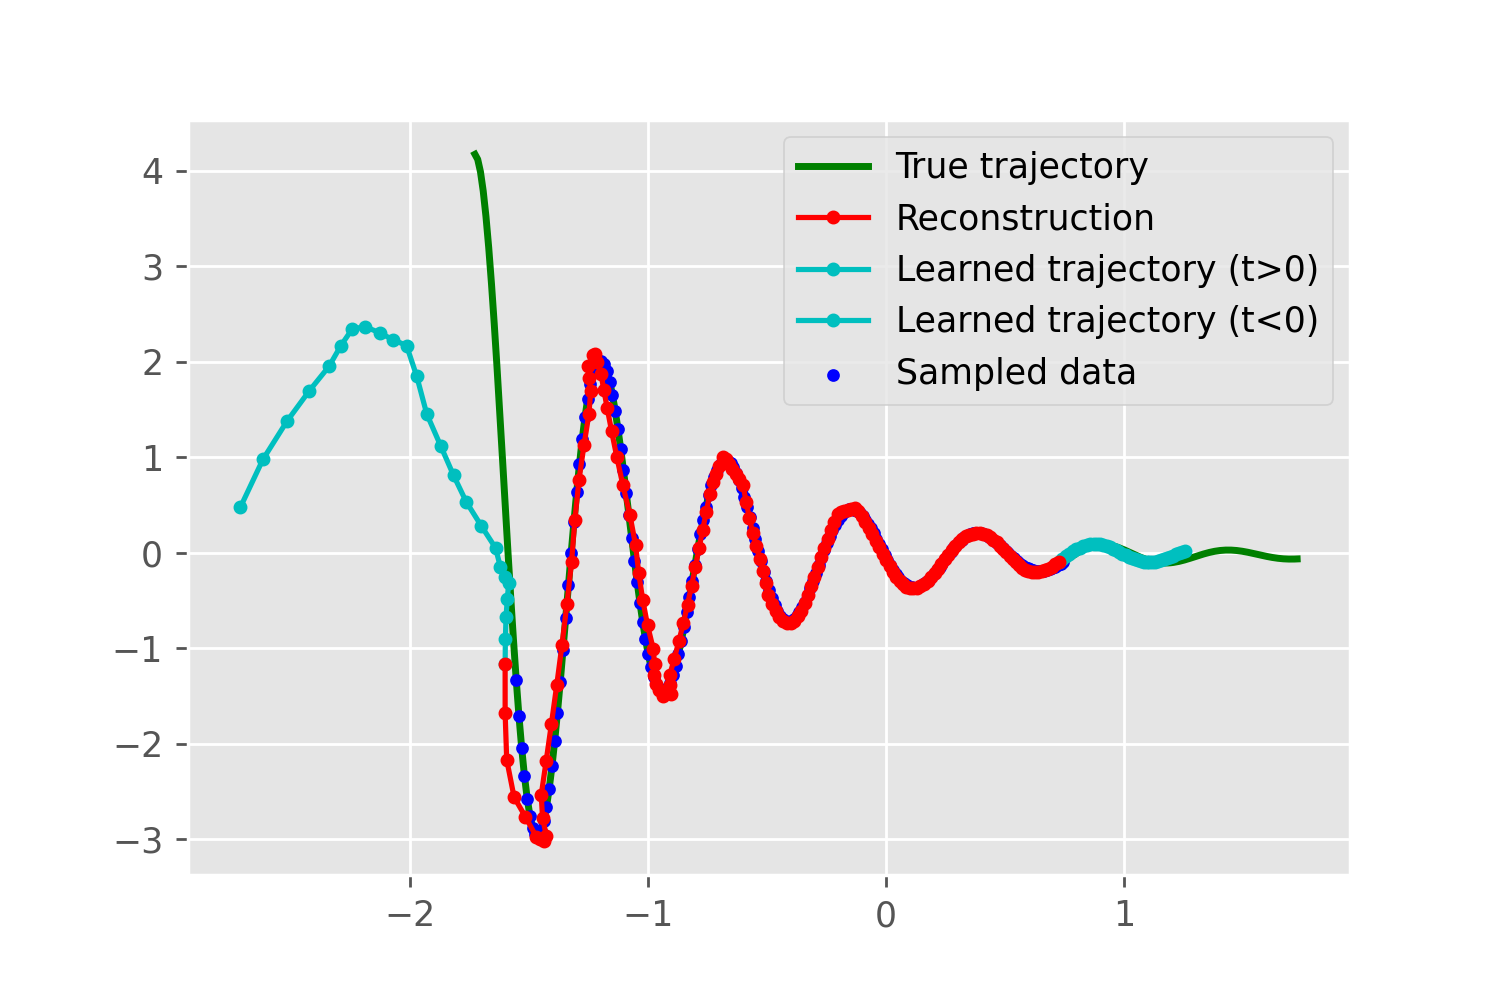 4
3
2
1
0
−1
−2
−3
−2
−1
0
1
True trajectory
Reconstruction
Learned trajectory (t>0)
Learned trajectory (t<0)
Sampled data